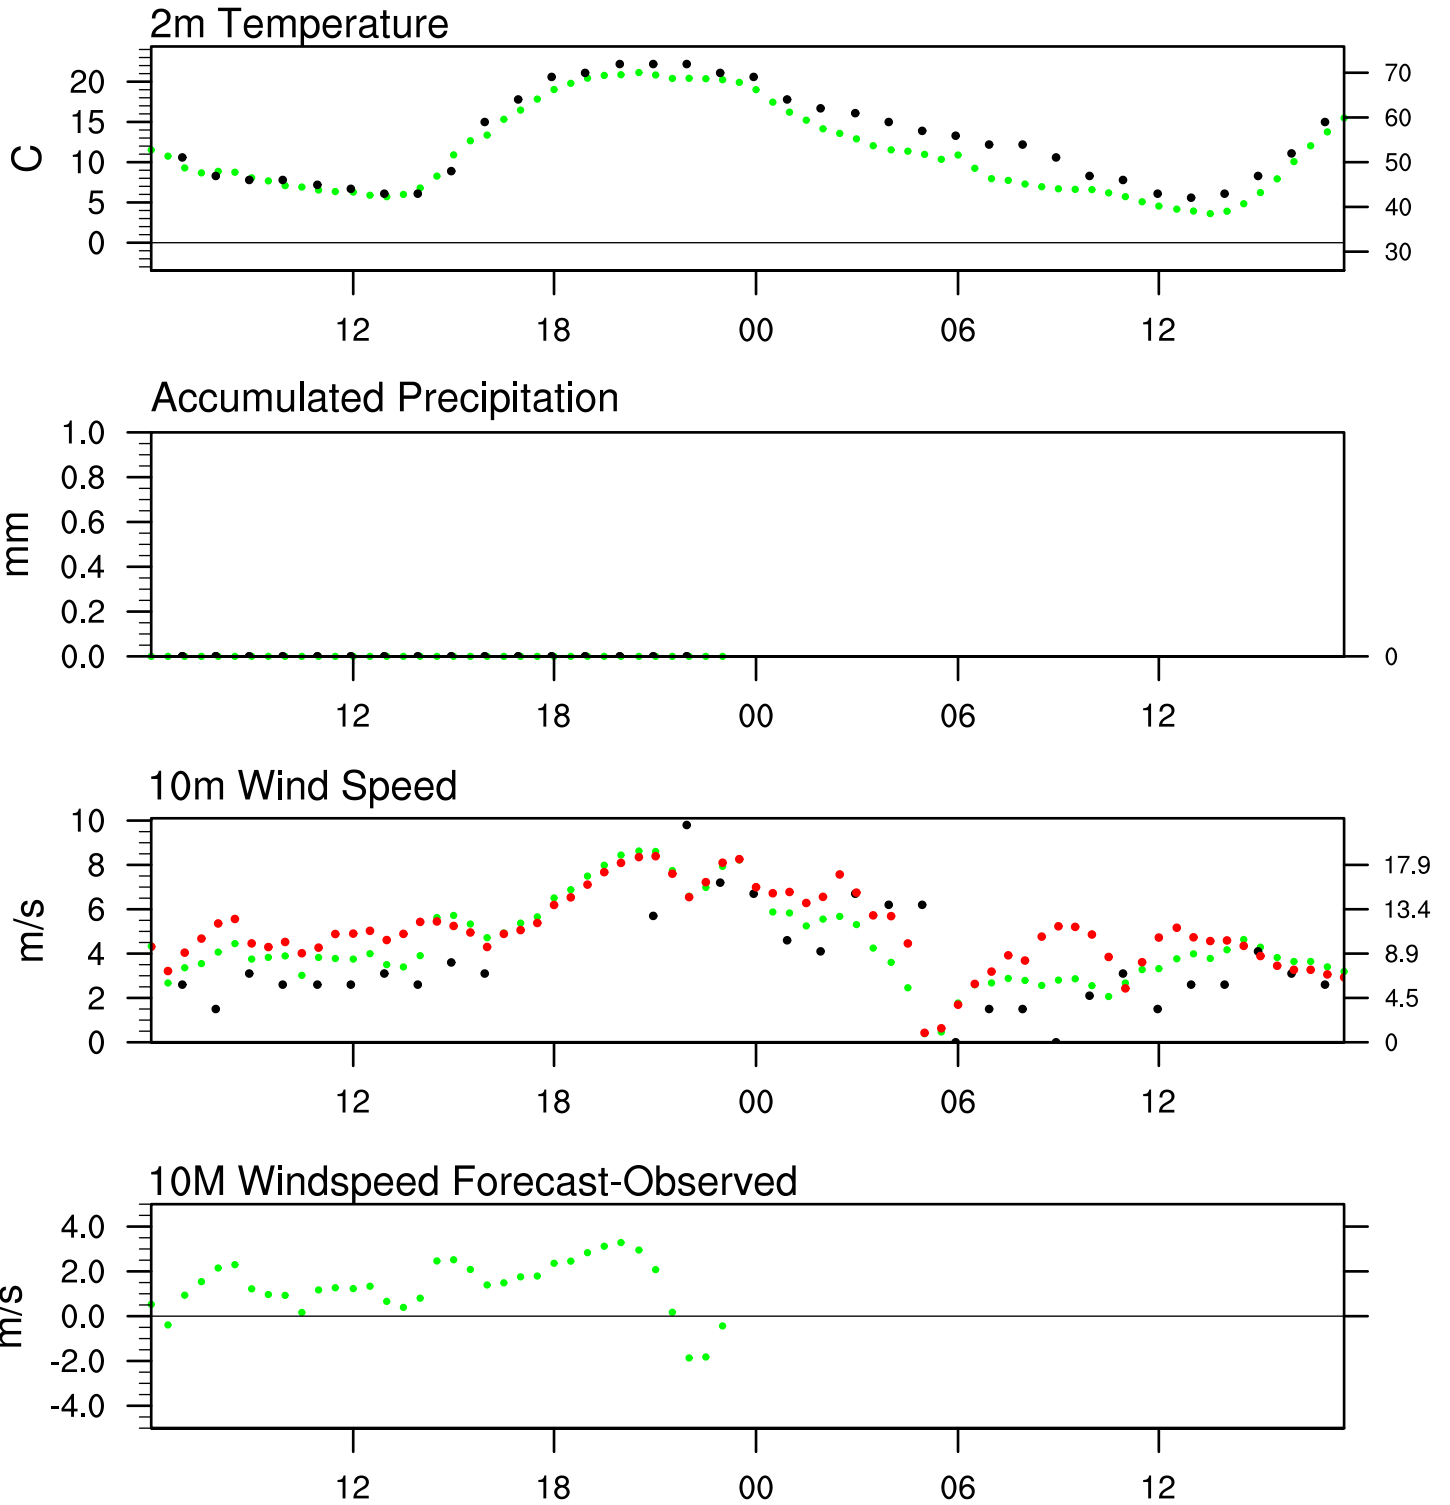 2m Temperature
20
15
10
5
0
C
70
60
50
40
30
12 18 00 06 12
Accumulated Precipitation
1.0
0.8
0.6
0.4
0.2
0.0
mm
0
12 18 00 06 12
10m Wind Speed
10
8
6
4
2
0
m/s
17.9
13.4
8.9
4.5
0
12 18 00 06 12
10M Windspeed Forecast-Observed
4.0
2.0
0.0
-2.0
-4.0
m/s
12 18 00 06 12